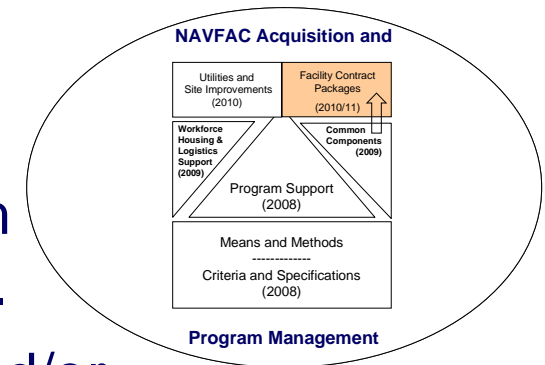 NAVFAC Acquisition and
Utilities and
Site Improvements
(2010)
Facility Contract
Packages
(2010/11)
Workforce
Housing &
Logistics
Support
(2009)
Common
Components
(2009)
Program Support
(2008)
Means and Methods
-------------
Criteria and Specifications
(2008)
Program Management